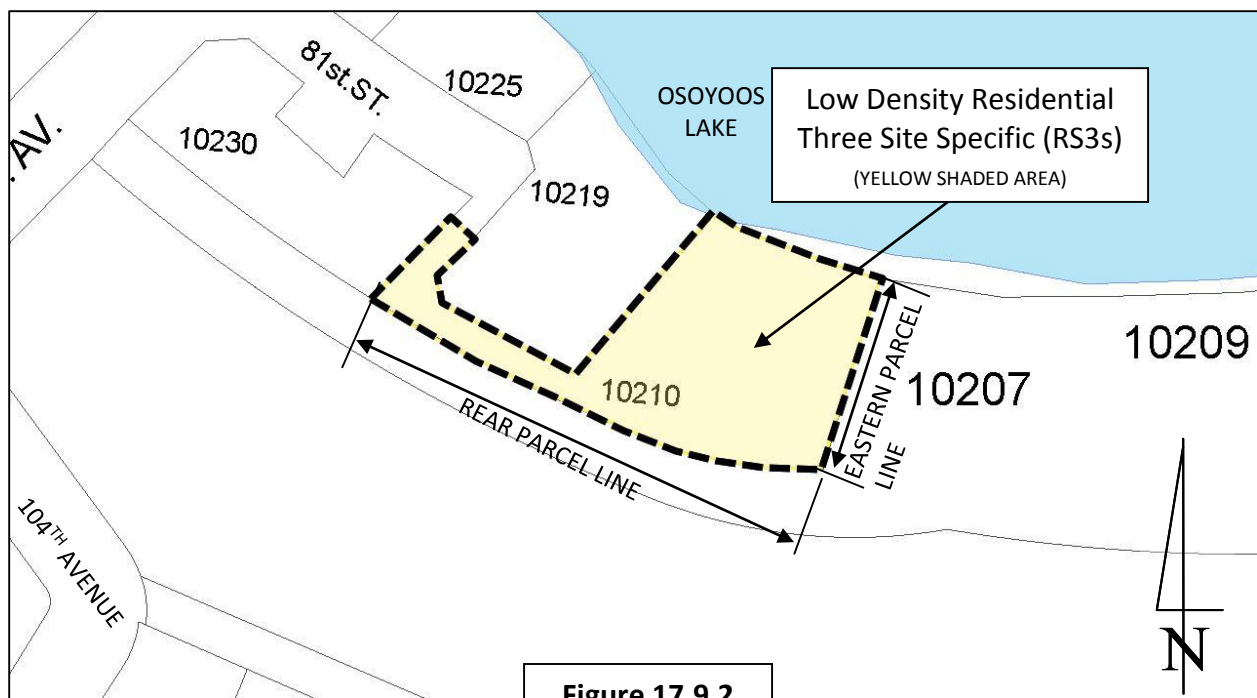 81st.ST.
10225
OSOYOOS
LAKE
Low Density Residential
Three Site Specific (RS3s)
(YELLOW SHADED AREA)
AV.
10230
10219
10210
10207
10209
REAR PARCEL LINE
EASTERN PARCEL
LINE
104TH AVENUE
N
Figure 17.9.2